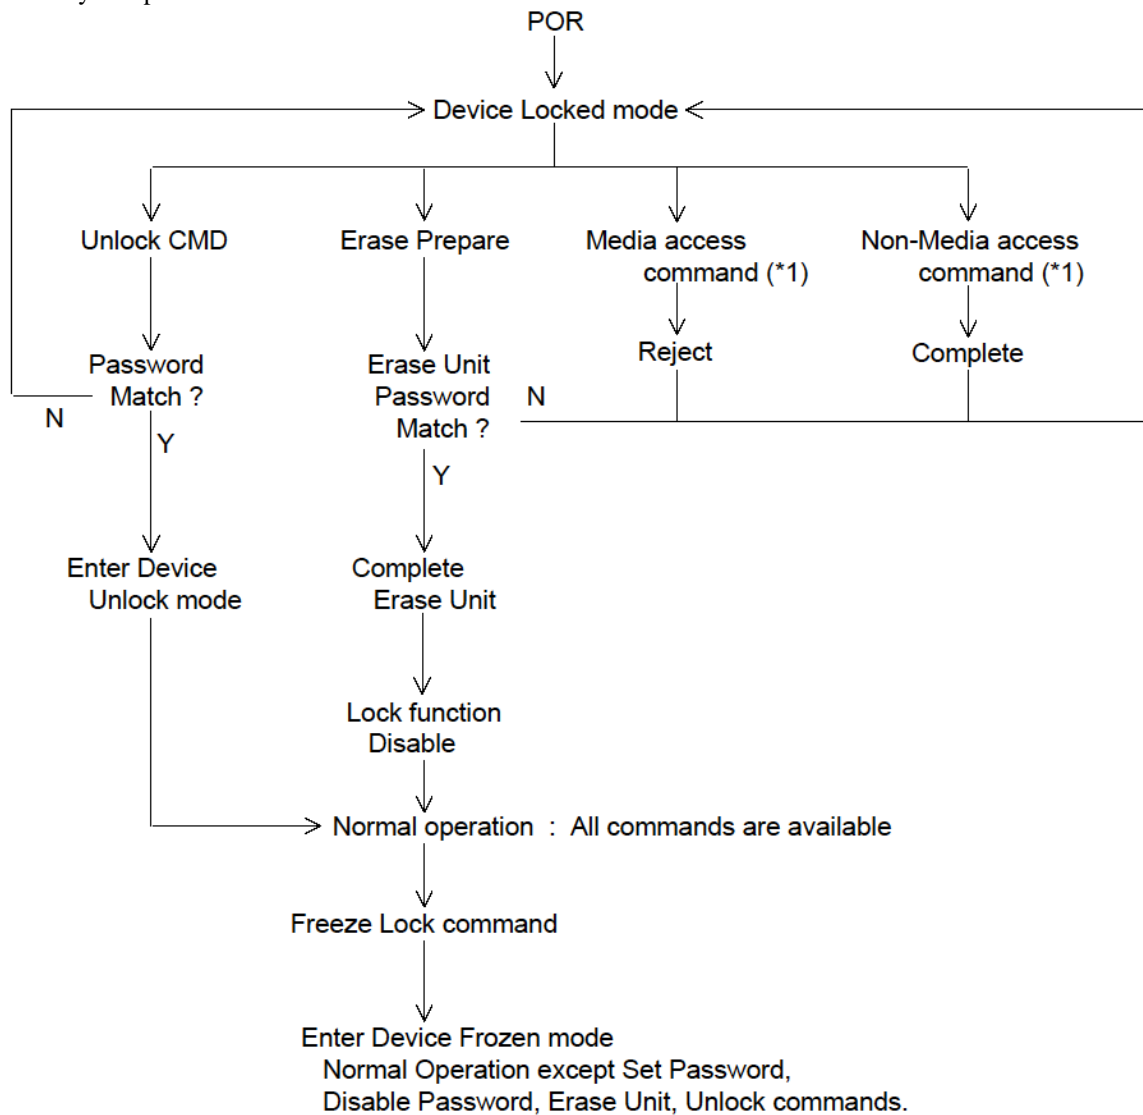 POR
Device Locked mode
Unlock CMD
Erase Prepare
Media access
command (*1)
Non-Media access
command (*1)
Password
Match ?
N
Y
Erase Unit
Password
Match ?
N
Y
Reject
Complete
Enter Device
Unlock mode
Complete
Erase Unit
Lock function
Disable
Normal operation : All commands are available
Freeze Lock command
Enter Device Frozen mode
Normal Operation except Set Password,
Disable Password, Erase Unit, Unlock commands.